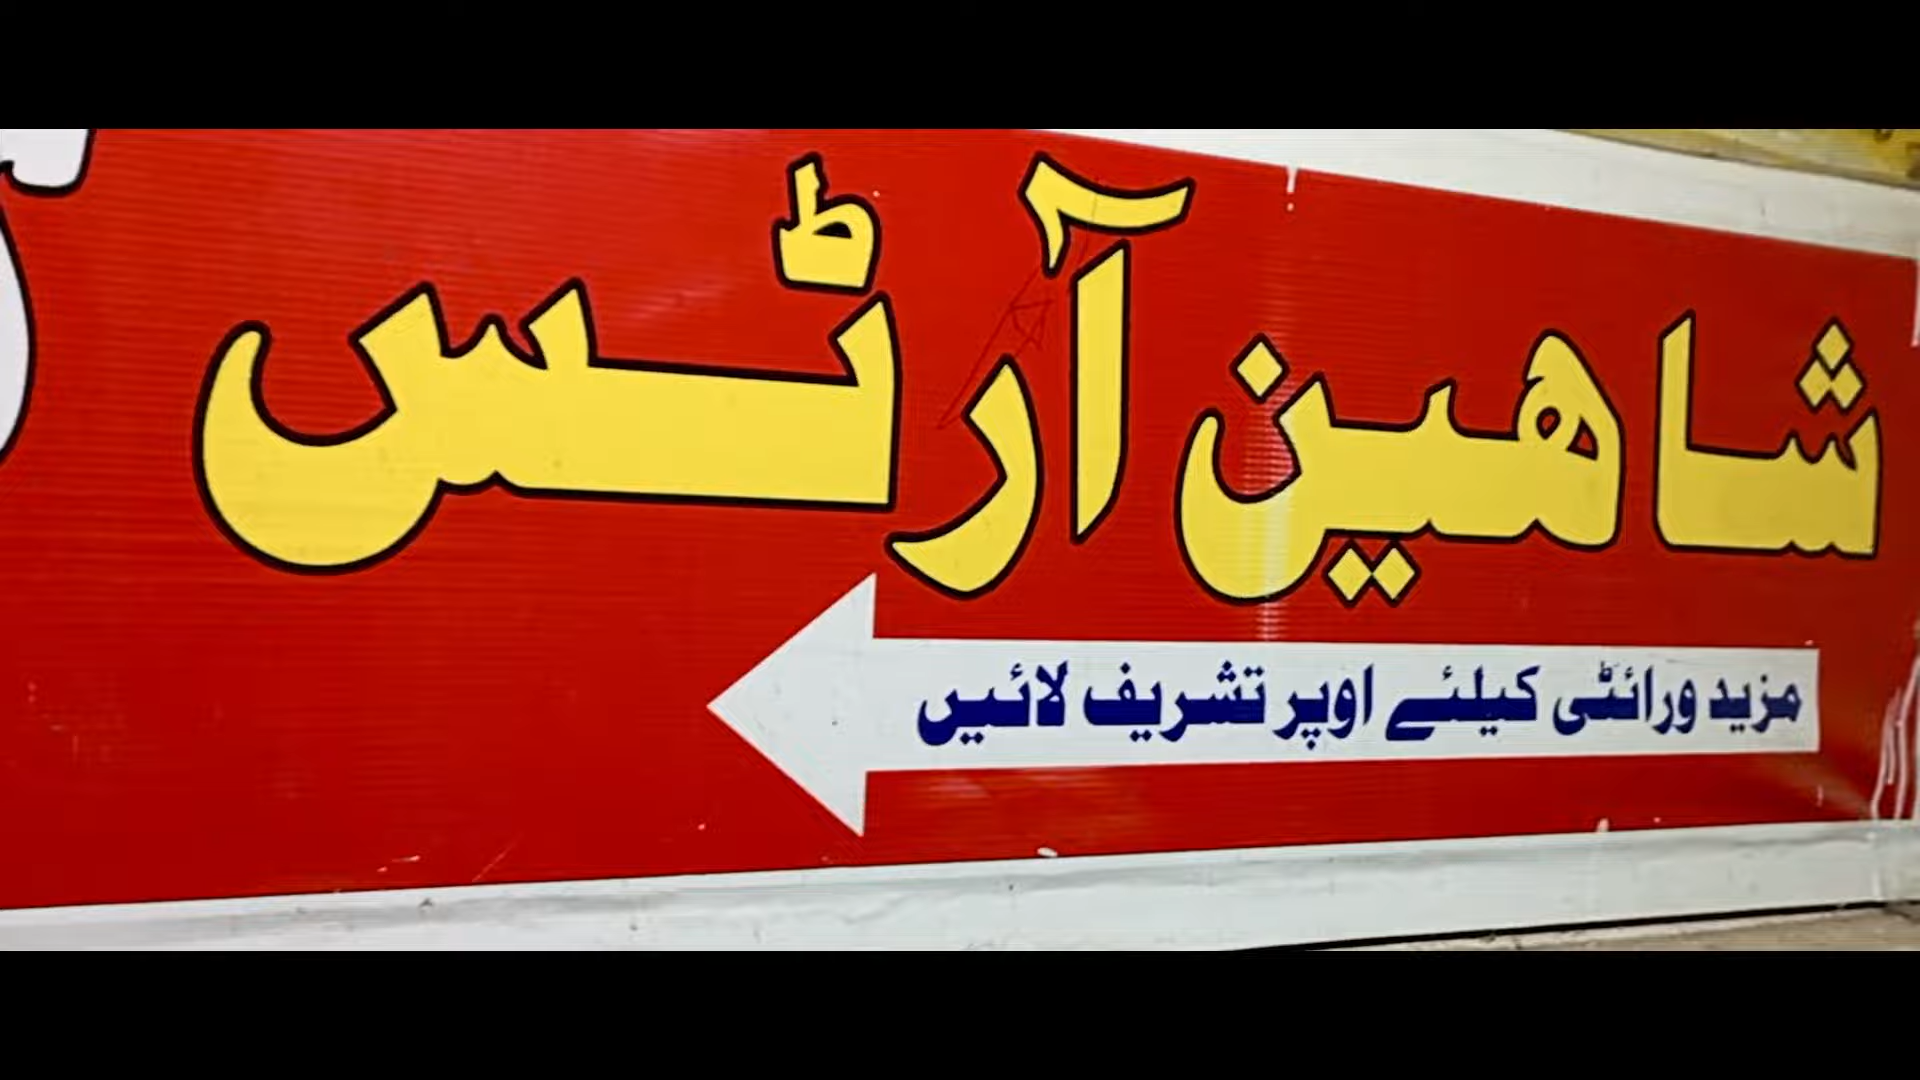 شاہین آرٹس
مزید ورائٹی کیلئے اوپر تشریف لائیں